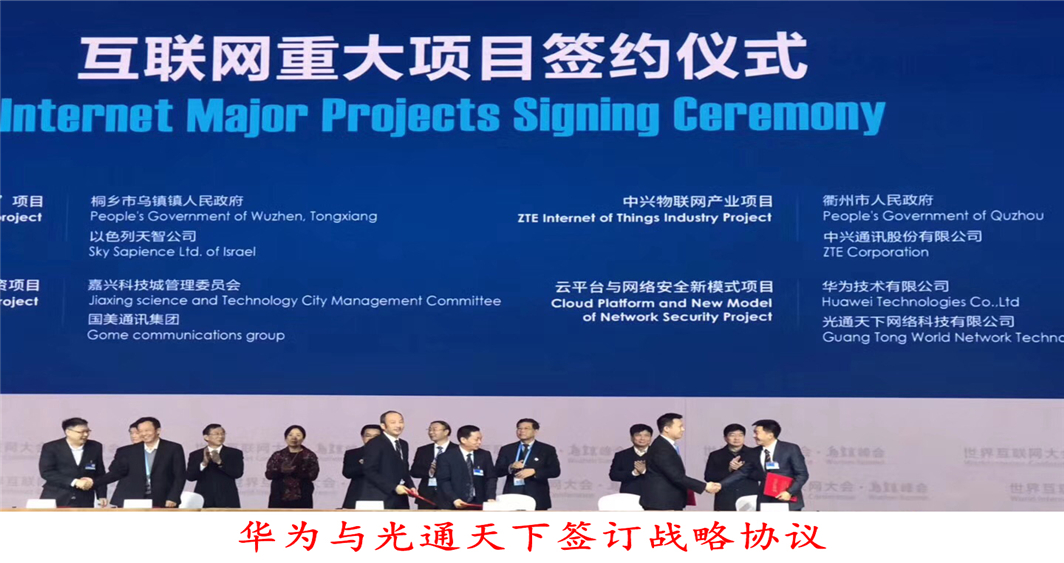 互联网重大项目签约仪式
Internet Major Projects Signing Ceremony
项目
roject
桐乡市乌镇镇人民政府
People's Government of Wuzhen, Tongxiang
以色列天智公司
Sky Sapience Ltd. of Israel
资项目
roject
嘉兴科技城管理委员会
Jiaxing science and Technology City Management Committee
国美通讯集团
Gome communications group
中兴物联网产业项目
ZTE Internet of Things Industry Project
衢州市人民政府
People's Government of Quzhou
中兴通讯股份有限公司
ZTE Corporation
云平台与网络安全新模式项目
Cloud Platform and New Model
of Network Security Project
华为技术有限公司
Huawei Technologies Co.,Ltd
光通天下网络科技有限公司
Guang Tong World Network Techno
世界互联网大会
华为与光通天下签订战略协议